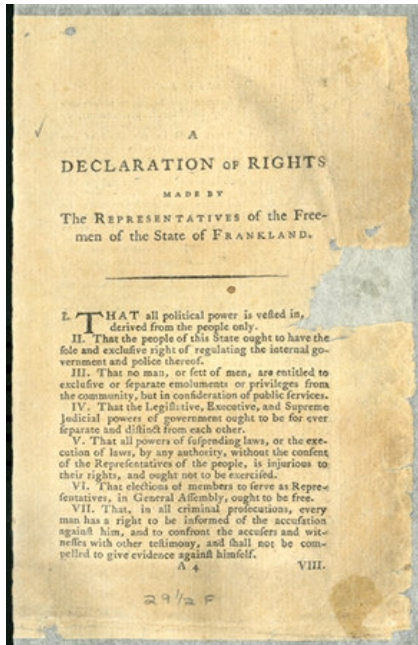 A
DECLARATION OF RIGHTS
MADE BY
The REPRESENTATIVES of the Free-
men of the State of FRANKLAND.
I. THAT all political power is vested in,
derived from the people only.
II. That the people of this State ought to have the
sole and exclusive right of regulating the internal go-
vernment and police thereof.
III. That no man, or sett of men, are entitled to
exclusive or separate emoluments or privileges from
the community, but in consideration of public services.
IV. That the Legislative, Executive, and Supreme
Judicial powers of government ought to be for ever
separate and distinct from each other.
V. That all powers of suspending laws, or the exe-
cution of laws, by any authority, without the consent
of the Representatives of the people, is injurious to
their rights, and ought not to be exercised.
VI. That elections of members to serve as Repre-
sentatives, in General Assembly, ought to be free.
VII. That, in all criminal prosecutions, every
man has a right to be informed of the accusation
against him, and to confront the accusers and wit-
nesses with other testimony, and shall not be com-
pelled to give evidence against himself.
A 4 VIII.
29 1/2 F